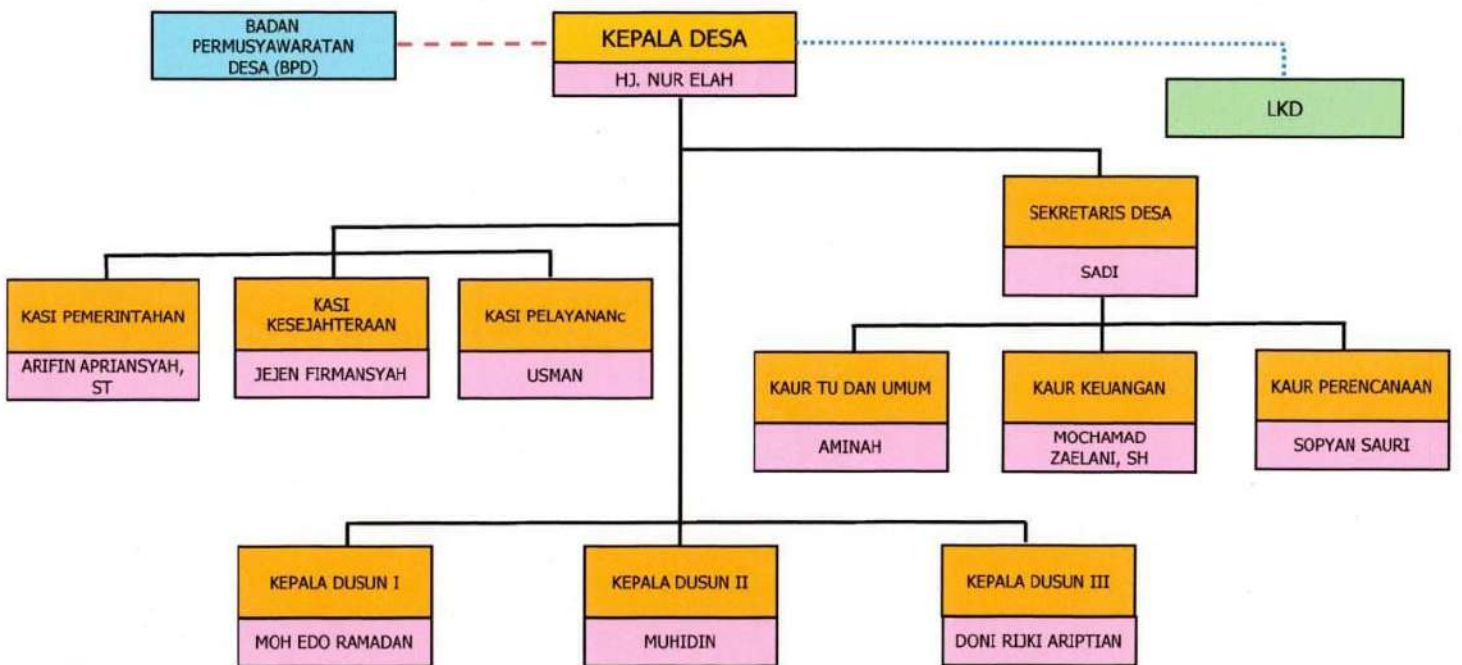 BADAN
PERMUSYAWARATAN
DESA (BPD)
KEPALA DESA
HJ. NUR ELAH
LKD
SEKRETARIS DESA
SADI
KASI PEMERINTAHAN
ARIFIN APRIANSYAH,
ST
KASI
KESEJAHTERAAN
JEJEN FIRMANSYAH
KASI PELAYANANc
USMAN
KAUR TU DAN UMUM
AMINAH
KAUR KEUANGAN
MOCHAMAD
ZAELANI, SH
KAUR PERENCANAAN
SOPYAN SAURI
KEPALA DUSUN I
MOH EDO RAMADAN
KEPALA DUSUN II
MUHIDIN
KEPALA DUSUN III
DONI RIJKI ARIPTIAN